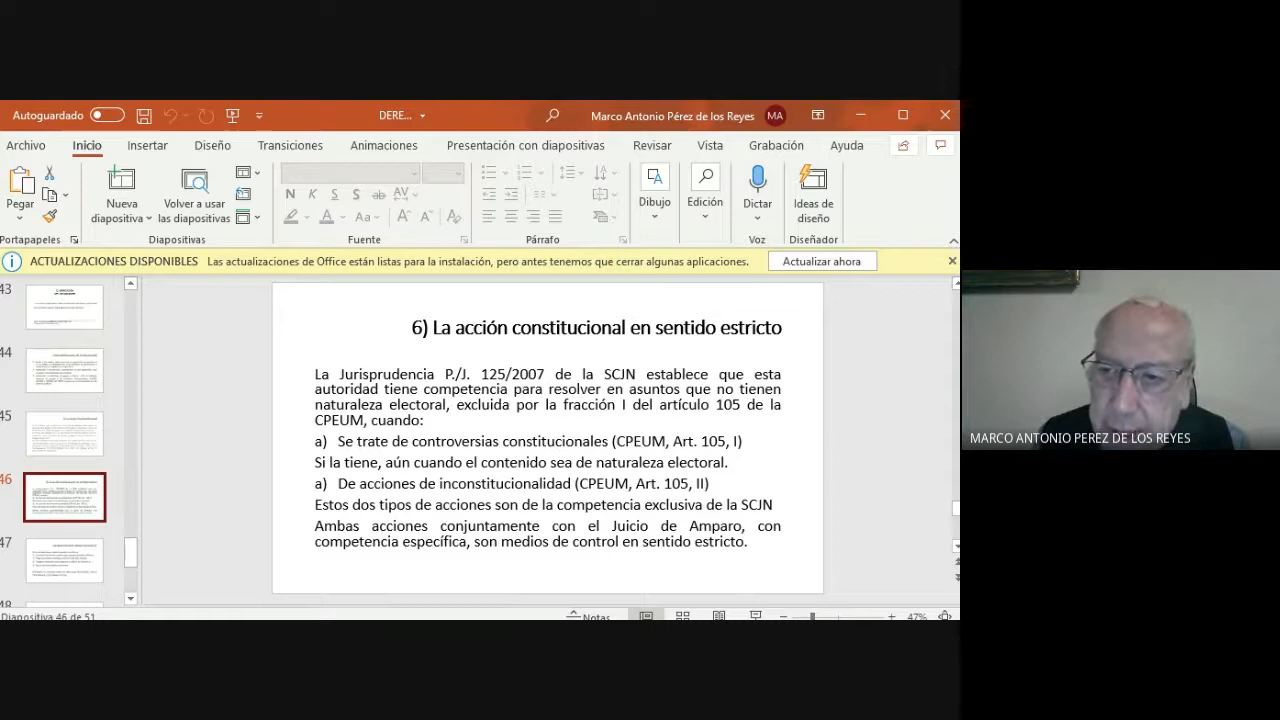 Autoguardado
DERE...
Marco Antonio Pérez de los Reyes
MA
Archivo
Inicio
Insertar
Diseño
Transiciones
Animaciones
Presentación con diapositivas
Revisar
Vista
Grabación
Ayuda
Pegar
Nueva
diapositiva
Volver a usar
las diapositivas
N K S S ab AV
Aa A A
Dibujo
Edición
Dictar
Ideas de
diseño
Portapapeles
Diapositivas
Fuente
Párrafo
Voz
Diseñador
ACTUALIZACIONES DISPONIBLES Las actualizaciones de Office están listas para la instalación, pero antes tenemos que cerrar algunas aplicaciones.
Actualizar ahora
43
44
45
46
47
48
6) La acción constitucional en sentido estricto
La Jurisprudencia P./J. 125/2007 de la SCJN establece que esta
autoridad tiene competencia para resolver en asuntos que no tienen
naturaleza electoral, excluida por la fracción I del artículo 105 de la
CPEUM, cuando:
a) Se trate de controversias constitucionales (CPEUM, Art. 105, I)
Si la tiene, aún cuando el contenido sea de naturaleza electoral.
a) De acciones de inconstitucionalidad (CPEUM, Art. 105, II)
Estos dos tipos de acciones son de la competencia exclusiva de la SCJN
Ambas acciones conjuntamente con el Juicio de Amparo, con
competencia específica, son medios de control en sentido estricto.
Diapositiva 46 de 51
Notas
47%
MARCO ANTONIO PEREZ DE LOS REYES